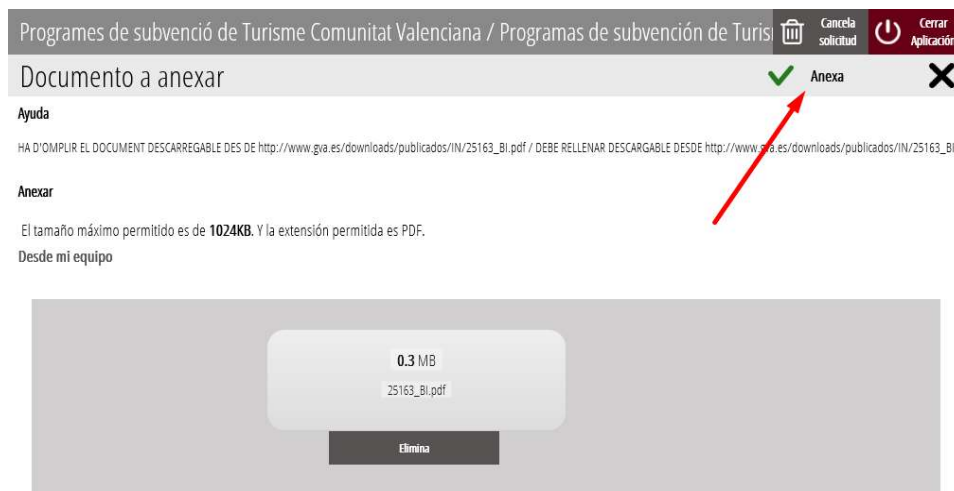 Programes de subvenció de Turisme Comunitat Valenciana / Programas de subvención de Turis
Cancela
solicitud
Cerrar
Aplicación
Documento a anexar
Anexa
Ayuda
HA D'OMPLIR EL DOCUMENT DESCARREGABLE DES DE http://www.gva.es/downloads/publicados/IN/25163_BI.pdf / DEBE RELLENAR DESCARGABLE DESDE http://www.gva.es/downloads/publicados/IN/25163_BI
Anexar
El tamaño máximo permitido es de 1024KB. Y la extensión permitida es PDF.
Desde mi equipo
0.3 MB
25163_BI.pdf
Elimina